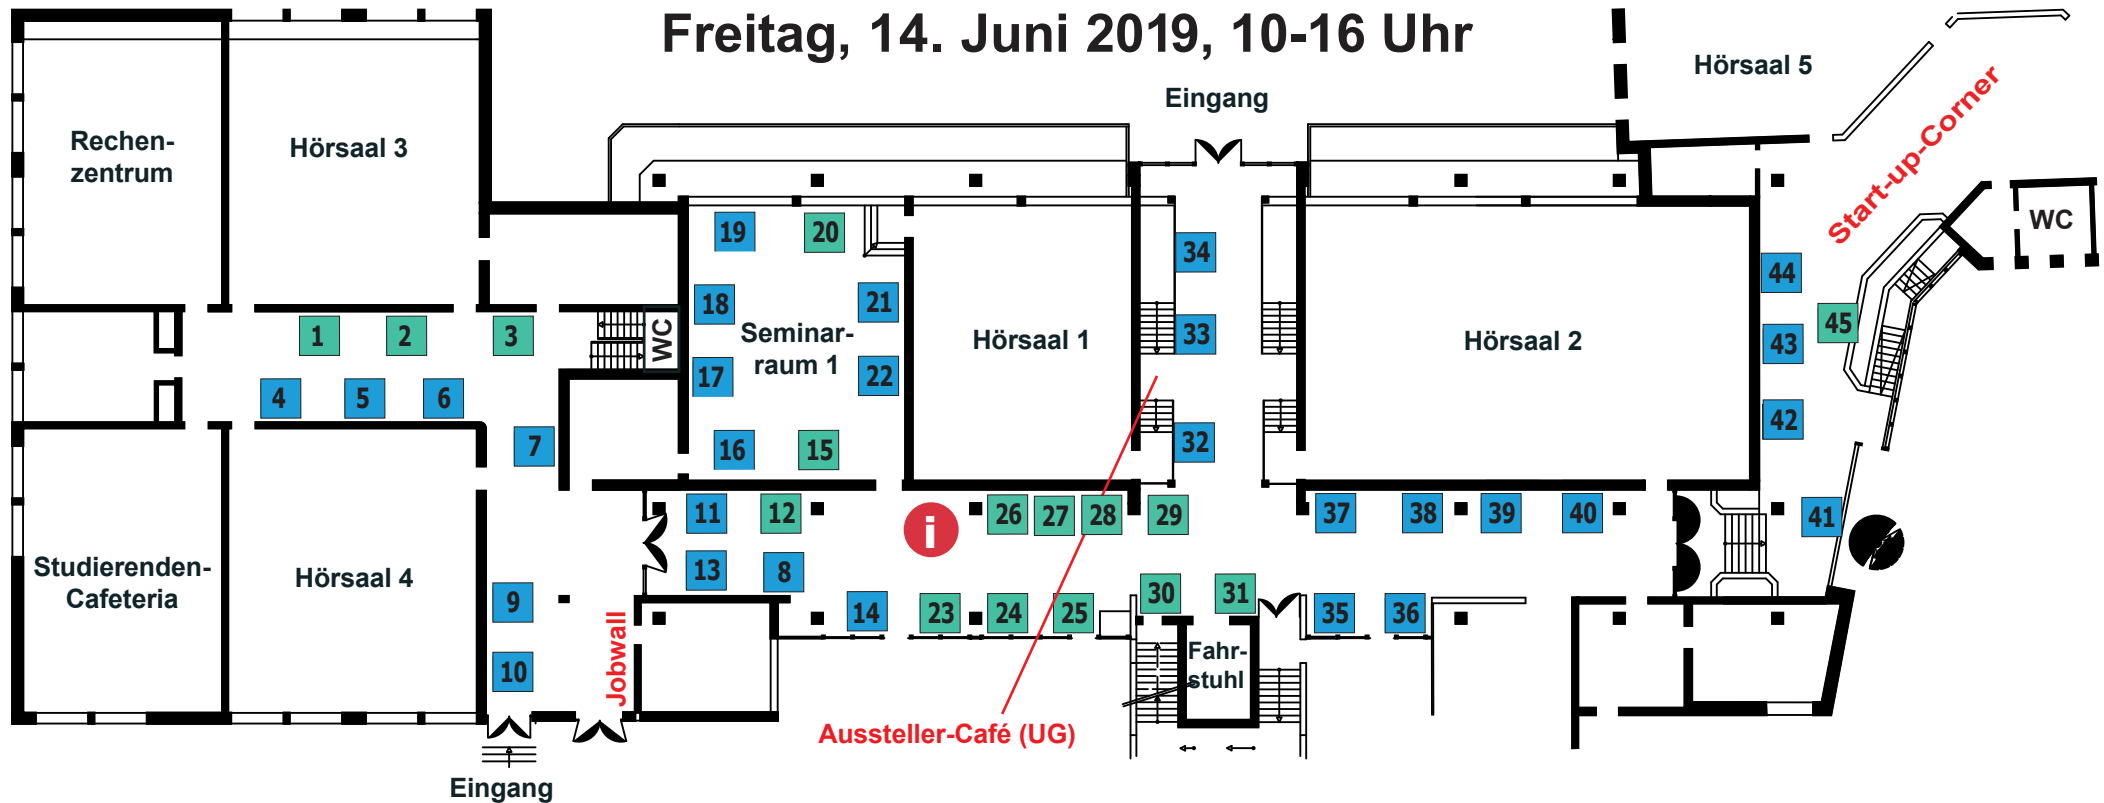 Freitag, 14. Juni 2019, 10-16 Uhr
Hörsaal 5
Eingang
Start-up-Corner
Rechen-
zentrum
Hörsaal 3
WC
19
20
34
44
18
21
45
1
2
3
WC
Seminar-
raum 1
Hörsaal 1
33
Hörsaal 2
43
17
22
4
5
6
42
7
16
15
32
11
12
i
26
27
28
29
37
38
39
40
41
Studierenden-
Cafeteria
Hörsaal 4
13
8
9
14
23
24
25
30
31
35
36
10
Jobwall
Fahr-
stuhl
Aussteller-Café (UG)
Eingang